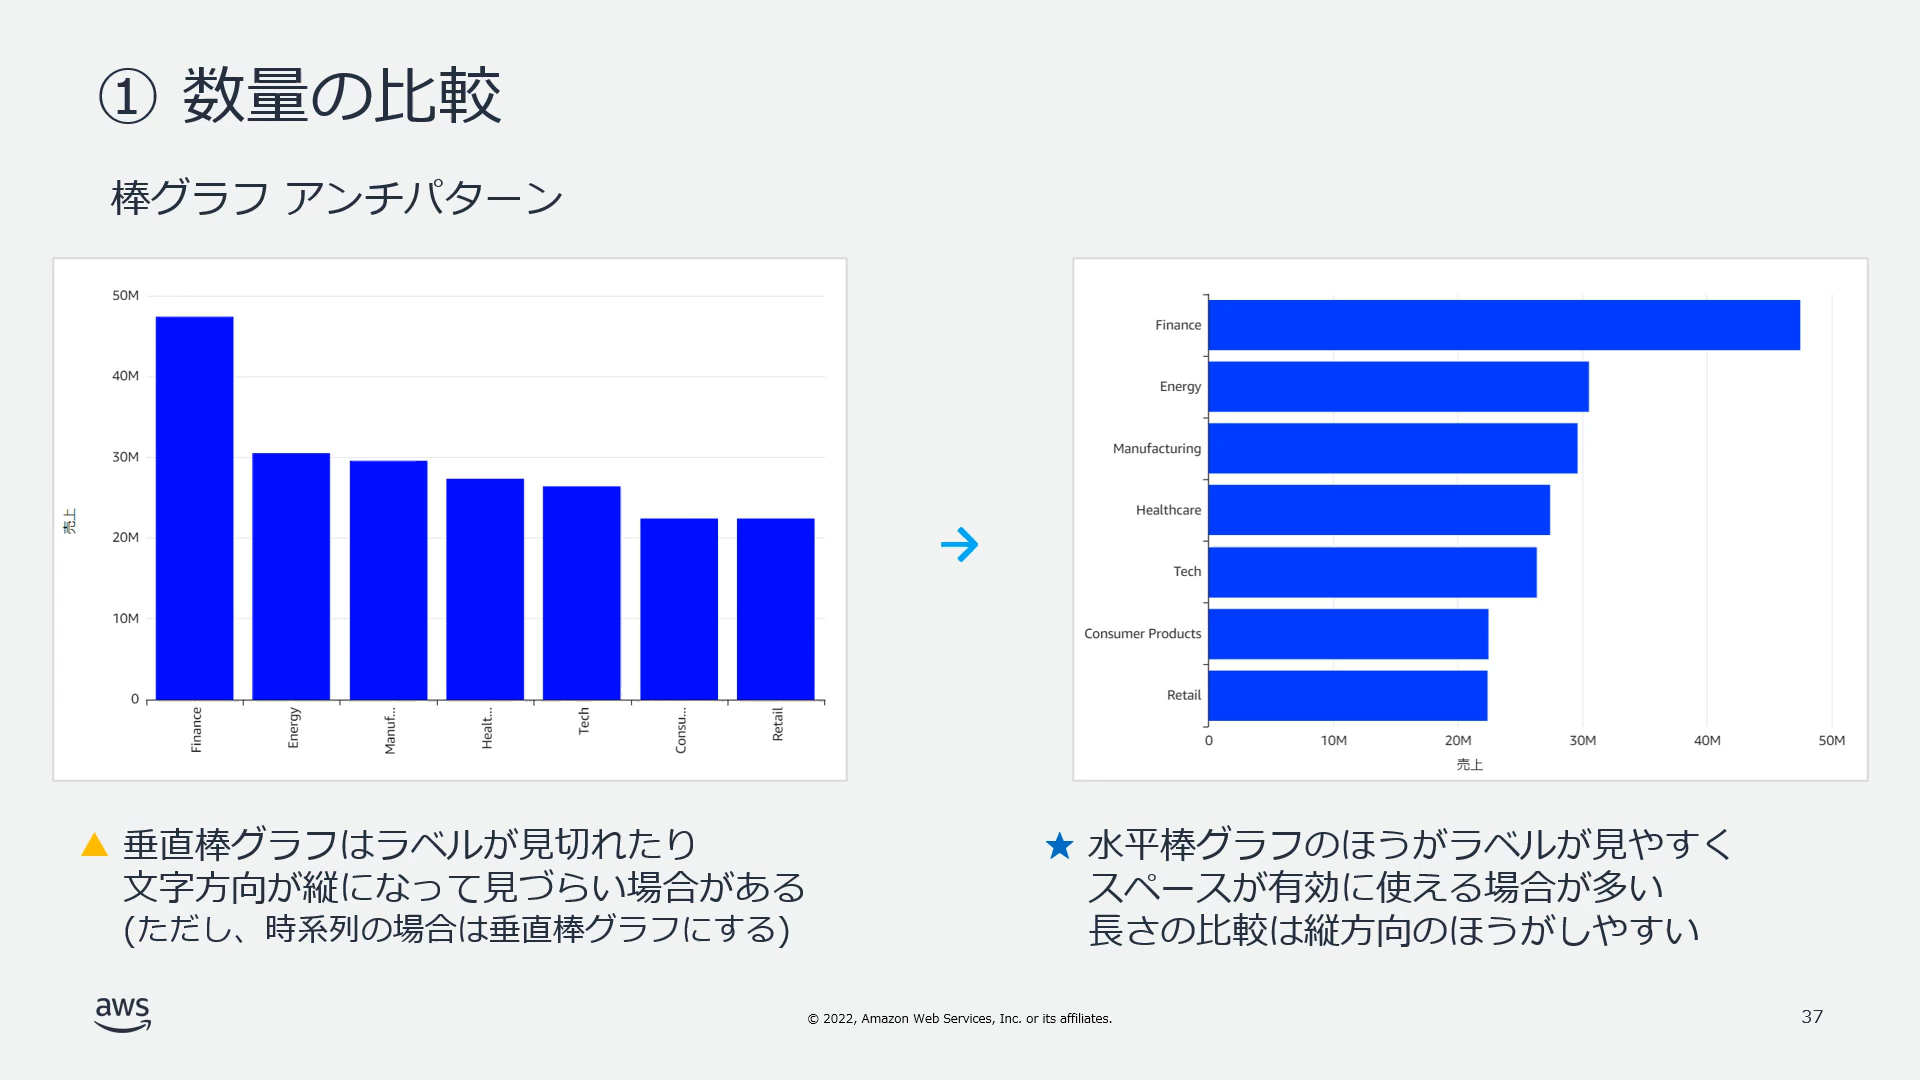 ① 数量の比較
棒グラフ アンチパターン
50M
40M
30M
20M
10M
0
売上
Finance
Energy
Manuf...
Healt...
Tech
Consu...
Retail
Finance
Energy
Manufacturing
Healthcare
Tech
Consumer Products
Retail
0 10M 20M 30M 40M 50M
売上
垂直棒グラフはラベルが見切れたり
文字方向が縦になって見づらい場合がある
(ただし、時系列の場合は垂直棒グラフにする)
水平棒グラフのほうがラベルが見やすく
スペースが有効に使える場合が多い
長さの比較は縦方向のほうがしやすい
aws
© 2022, Amazon Web Services, Inc. or its affiliates.
37